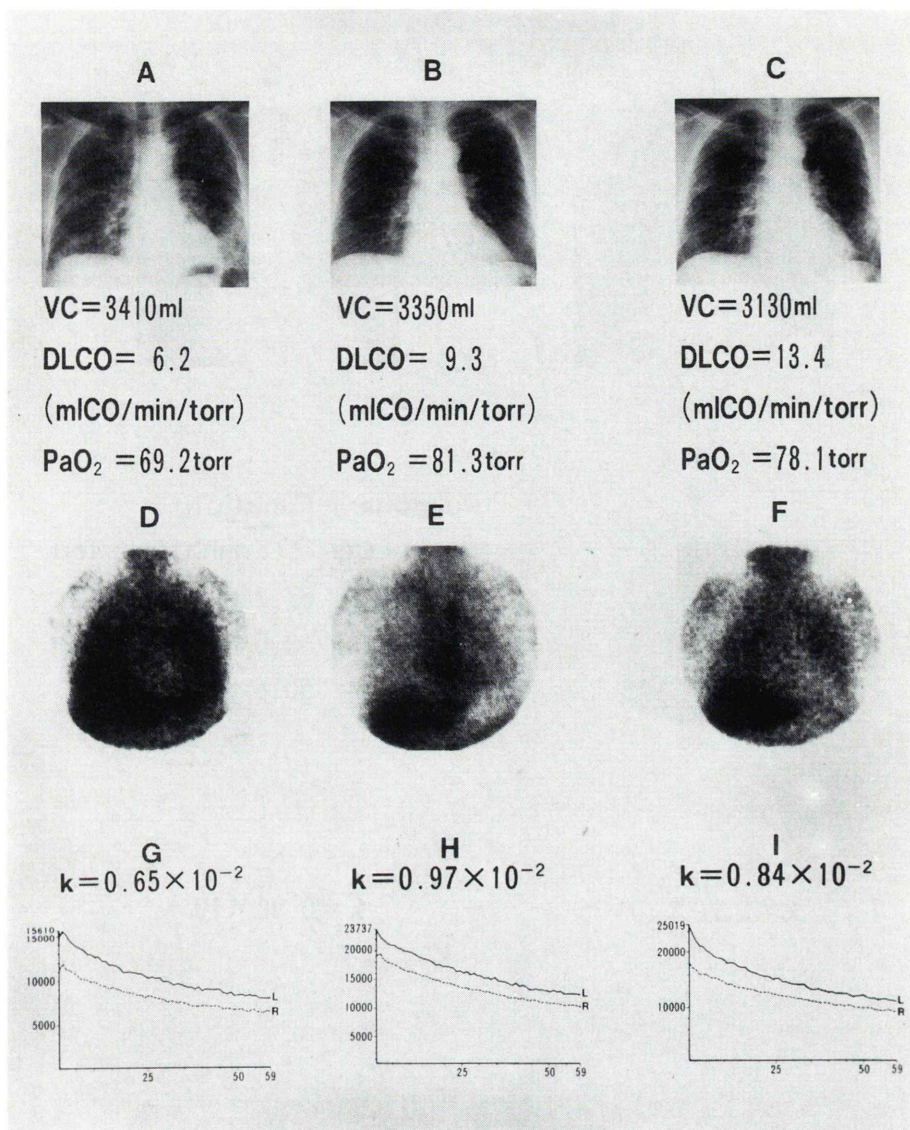 A B C
VC=3410ml VC=3350ml VC=3130ml
DLCO= 6.2 DLCO= 9.3 DLCO=13.4
(mlCO/min/torr) (mlCO/min/torr) (mlCO/min/torr)
PaO₂ =69.2torr PaO₂ =81.3torr PaO₂ =78.1torr
D E F
G H I
k=0.65×10⁻² k=0.97×10⁻² k=0.84×10⁻²
15610 23737 25019
15000 20000 20000
10000 15000 10000
5000 10000
5000
L L L
R R R
25 50 59 25 50 59 25 50 59